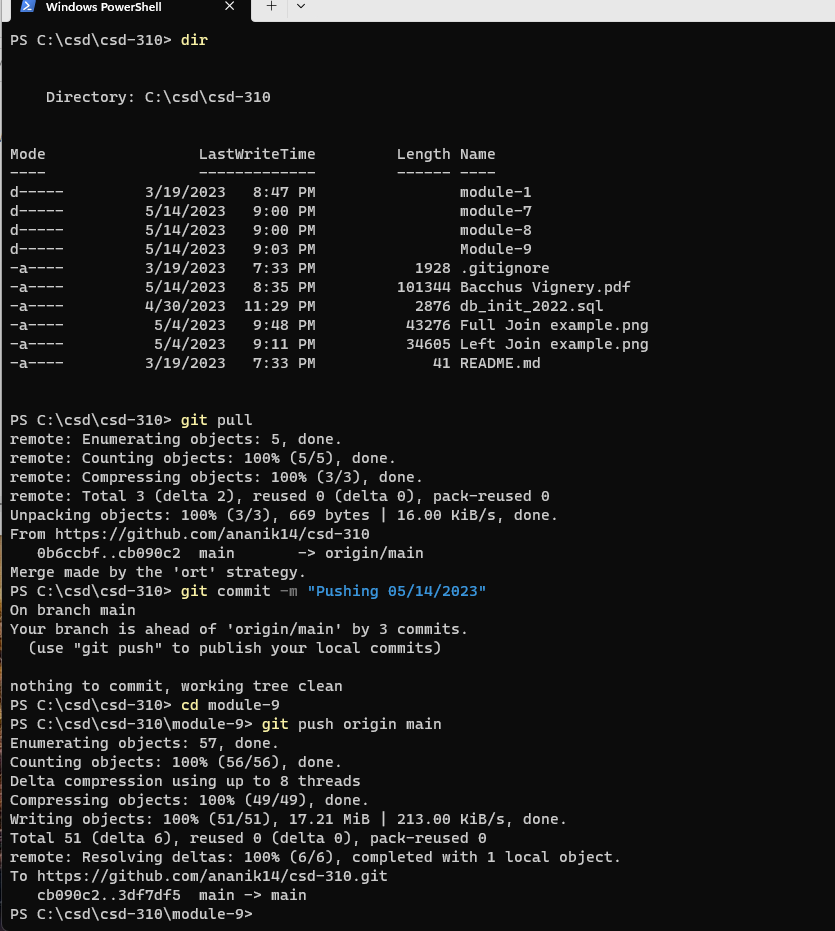 Windows PowerShell
PS C:\csd\csd-310> dir
Directory: C:\csd\csd-310
Mode LastWriteTime Length Name
---- ------------- ------ ----
d----- 3/19/2023 8:47 PM module-1
d----- 5/14/2023 9:00 PM module-7
d----- 5/14/2023 9:00 PM module-8
d----- 5/14/2023 9:03 PM Module-9
-a---- 3/19/2023 7:33 PM 1928 .gitignore
-a---- 5/14/2023 8:35 PM 101344 Bacchus Vignery.pdf
-a---- 4/30/2023 11:29 PM 2876 db_init_2022.sql
-a---- 5/4/2023 9:48 PM 43276 Full Join example.png
-a---- 5/4/2023 9:11 PM 34605 Left Join example.png
-a---- 3/19/2023 7:33 PM 41 README.md
PS C:\csd\csd-310> git pull
remote: Enumerating objects: 5, done.
remote: Counting objects: 100% (5/5), done.
remote: Compressing objects: 100% (3/3), done.
remote: Total 3 (delta 2), reused 0 (delta 0), pack-reused 0
Unpacking objects: 100% (3/3), 669 bytes | 16.00 KiB/s, done.
From https://github.com/ananik14/csd-310
0b6ccbf..cb090c2 main -> origin/main
Merge made by the 'ort' strategy.
PS C:\csd\csd-310> git commit -m "Pushing 05/14/2023"
On branch main
Your branch is ahead of 'origin/main' by 3 commits.
(use "git push" to publish your local commits)
nothing to commit, working tree clean
PS C:\csd\csd-310> cd module-9
PS C:\csd\csd-310\module-9> git push origin main
Enumerating objects: 57, done.
Counting objects: 100% (56/56), done.
Delta compression using up to 8 threads
Compressing objects: 100% (49/49), done.
Writing objects: 100% (51/51), 17.21 MiB | 213.00 KiB/s, done.
Total 51 (delta 6), reused 0 (delta 0), pack-reused 0
remote: Resolving deltas: 100% (6/6), completed with 1 local object.
To https://github.com/ananik14/csd-310.git
cb090c2..3df7df5 main -> main
PS C:\csd\csd-310\module-9>